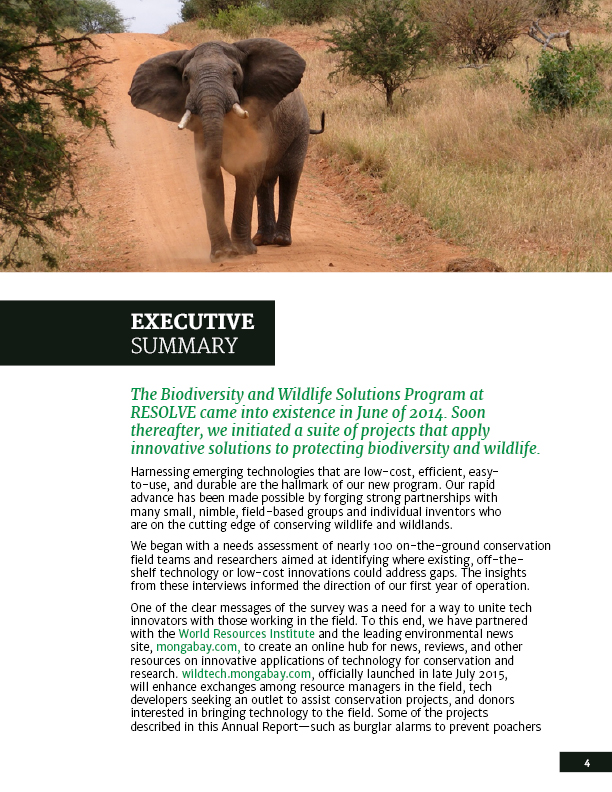 EXECUTIVE
SUMMARY
The Biodiversity and Wildlife Solutions Program at
RESOLVE came into existence in June of 2014. Soon
thereafter, we initiated a suite of projects that apply
innovative solutions to protecting biodiversity and wildlife.
Harnessing emerging technologies that are low-cost, efficient, easy-
to-use, and durable are the hallmark of our new program. Our rapid
advance has been made possible by forging strong partnerships with
many small, nimble, field-based groups and individual inventors who
are on the cutting edge of conserving wildlife and wildlands.
We began with a needs assessment of nearly 100 on-the-ground conservation
field teams and researchers aimed at identifying where existing, off-the-
shelf technology or low-cost innovations could address gaps. The insights
from these interviews informed the direction of our first year of operation.
One of the clear messages of the survey was a need for a way to unite tech
innovators with those working in the field. To this end, we have partnered
with the World Resources Institute and the leading environmental news
site, mongabay.com, to create an online hub for news, reviews, and other
resources on innovative applications of technology for conservation and
research. wildtech.mongabay.com, officially launched in late July 2015,
will enhance exchanges among resource managers in the field, tech
developers seeking an outlet to assist conservation projects, and donors
interested in bringing technology to the field. Some of the projects
described in this Annual Report—such as burglar alarms to prevent poachers
4